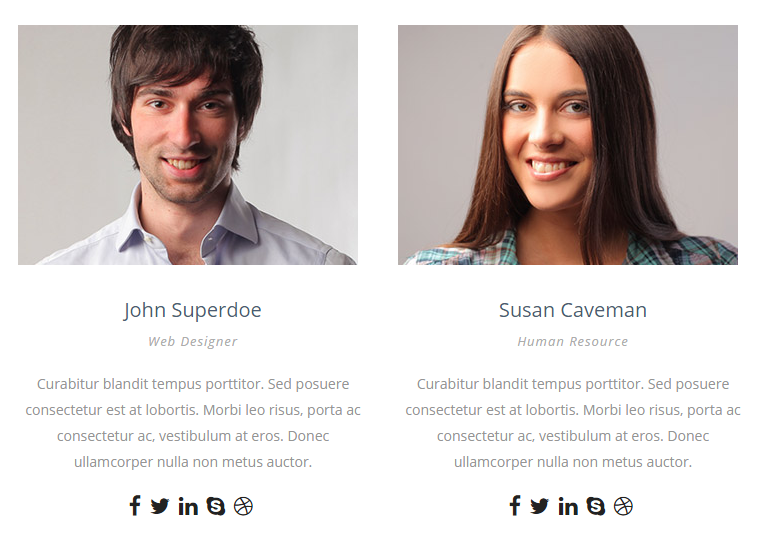 John Superdoe
Web Designer
Curabitur blandit tempus porttitor. Sed posuere
consectetur est at lobortis. Morbi leo risus, porta ac
consectetur ac, vestibulum at eros. Donec
ullamcorper nulla non metus auctor.
Susan Caveman
Human Resource
Curabitur blandit tempus porttitor. Sed posuere
consectetur est at lobortis. Morbi leo risus, porta ac
consectetur ac, vestibulum at eros. Donec
ullamcorper nulla non metus auctor.